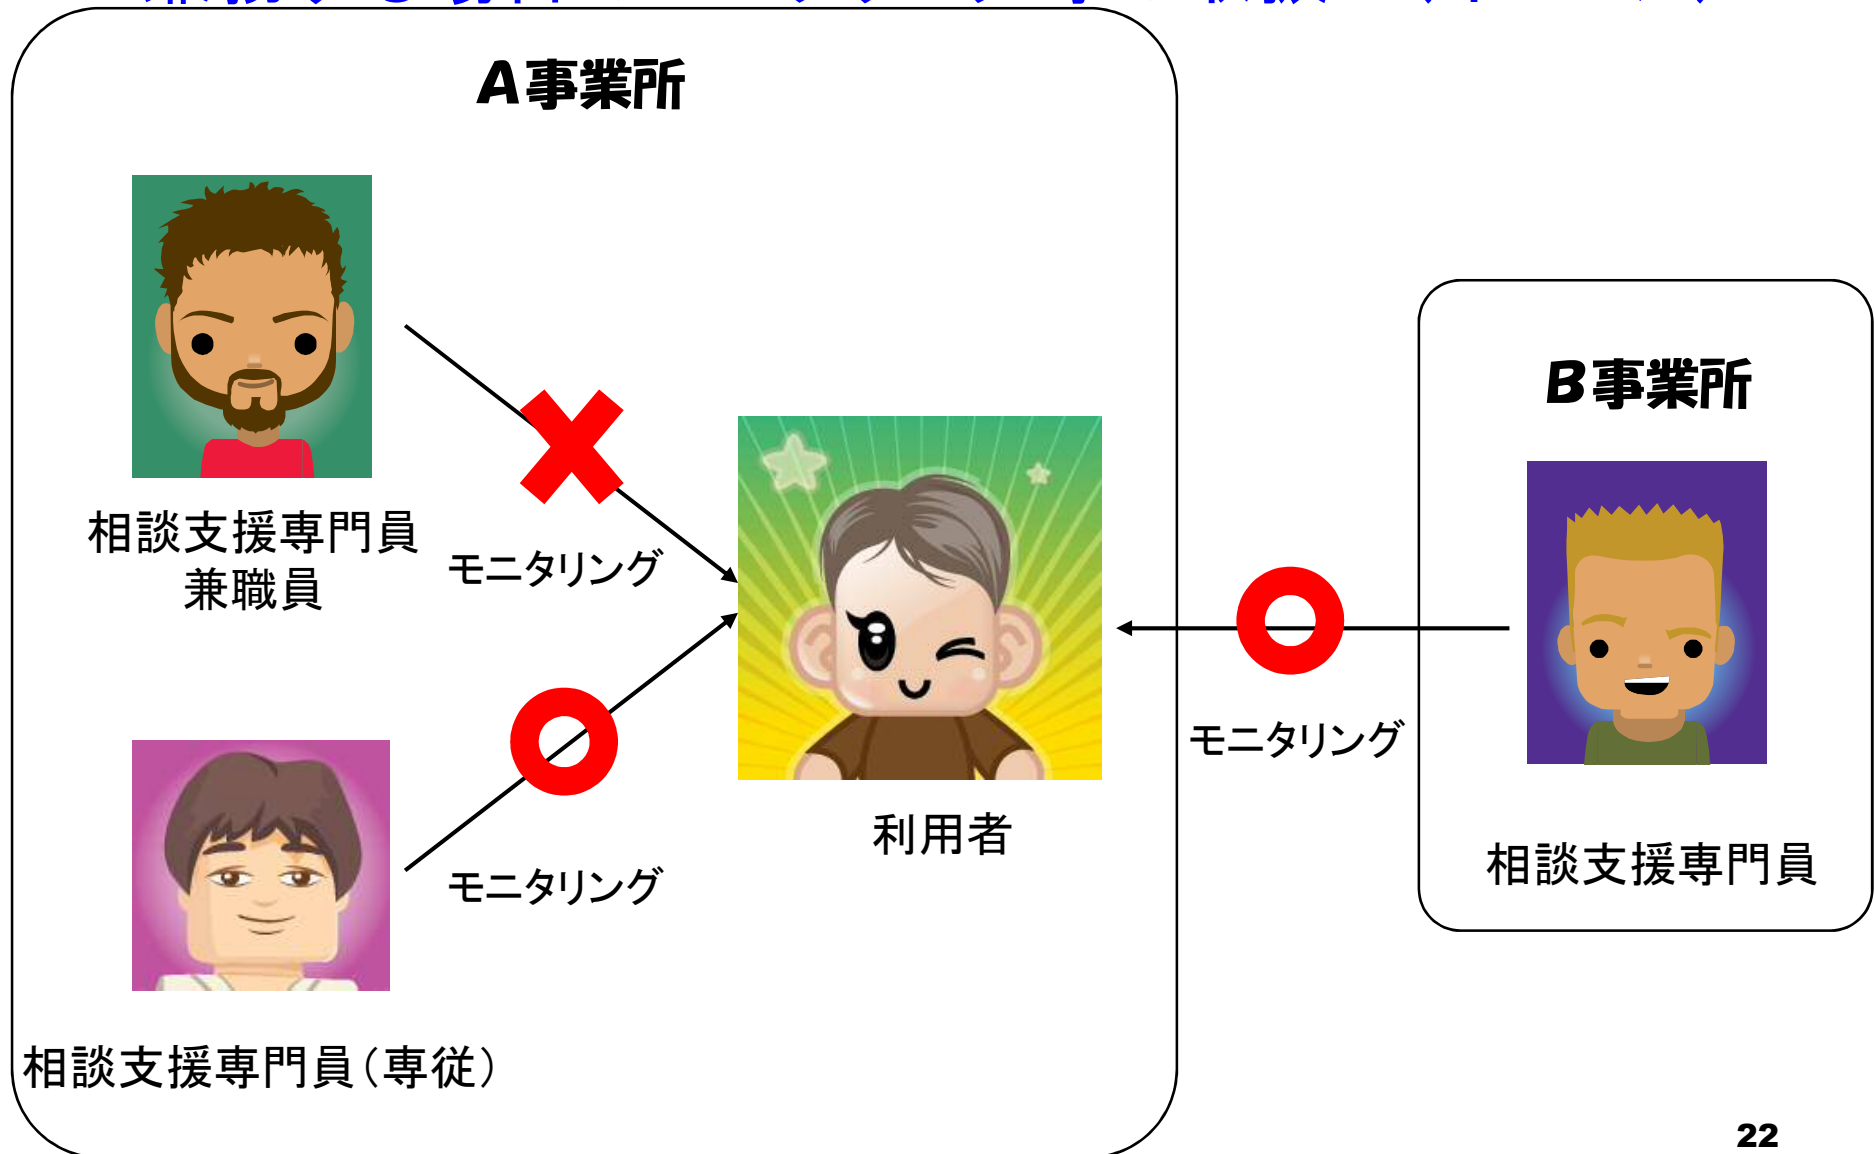 A事業所
相談支援専門員
兼職員
モニタリング
モニタリング
相談支援専門員(専従)
利用者
モニタリング
B事業所
相談支援専門員
22